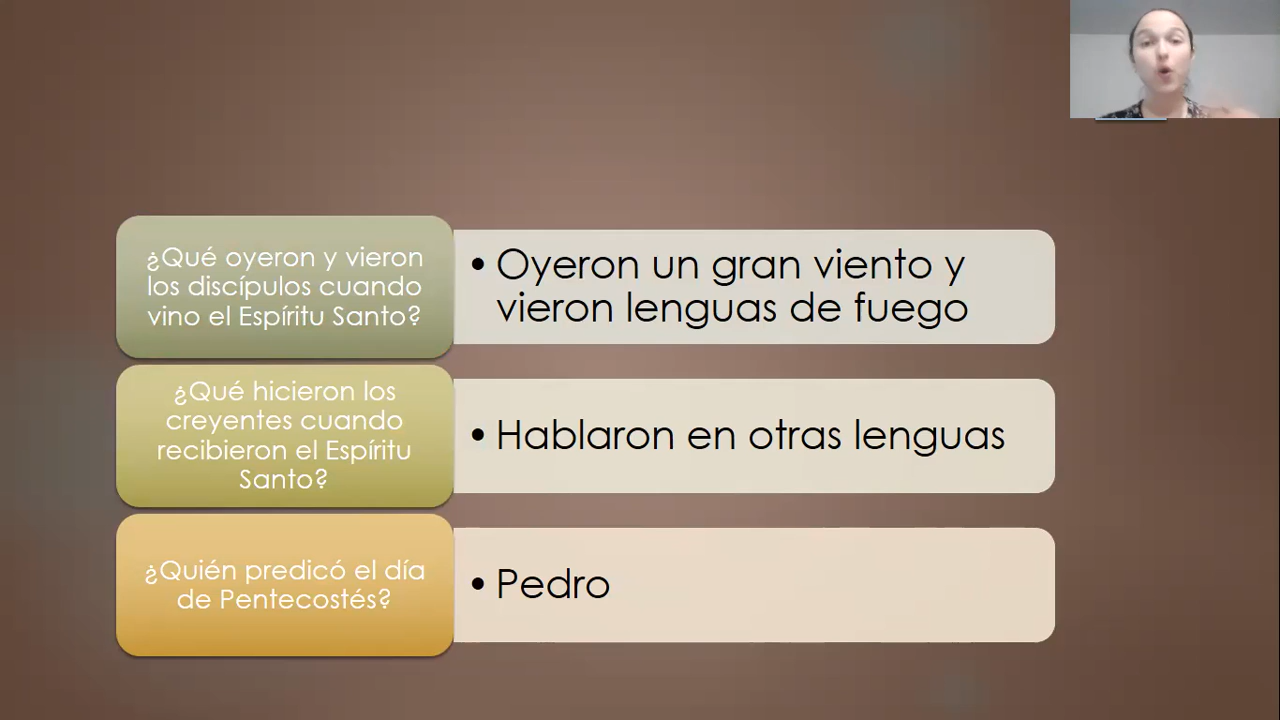 ¿Qué oyeron y vieron
los discípulos cuando
vino el Espíritu Santo?
• Oyeron un gran viento y
vieron lenguas de fuego
¿Qué hicieron los
creyentes cuando
recibieron el Espíritu
Santo?
• Hablaron en otras lenguas
¿Quién predicó el día
de Pentecostés?
• Pedro